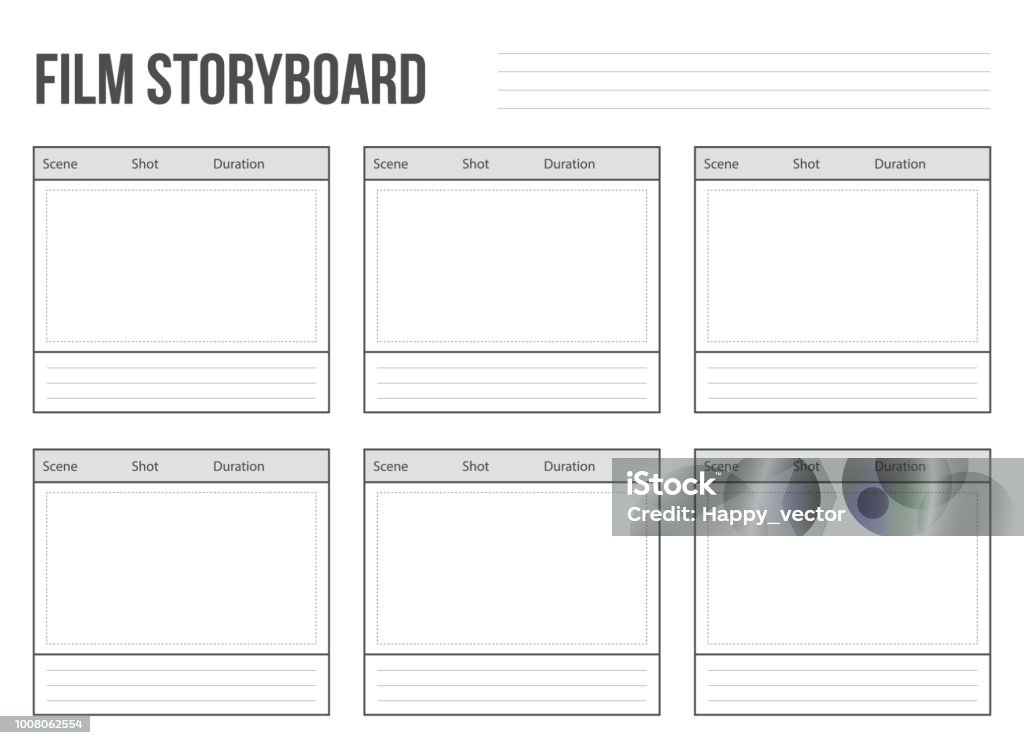 FILM STORYBOARD
Scene Shot Duration
Scene Shot Duration
Scene Shot Duration
Scene Shot Duration
Scene Shot Duration
Scene Shot Duration
iStock™
Credit: Happy_vector
1008062554